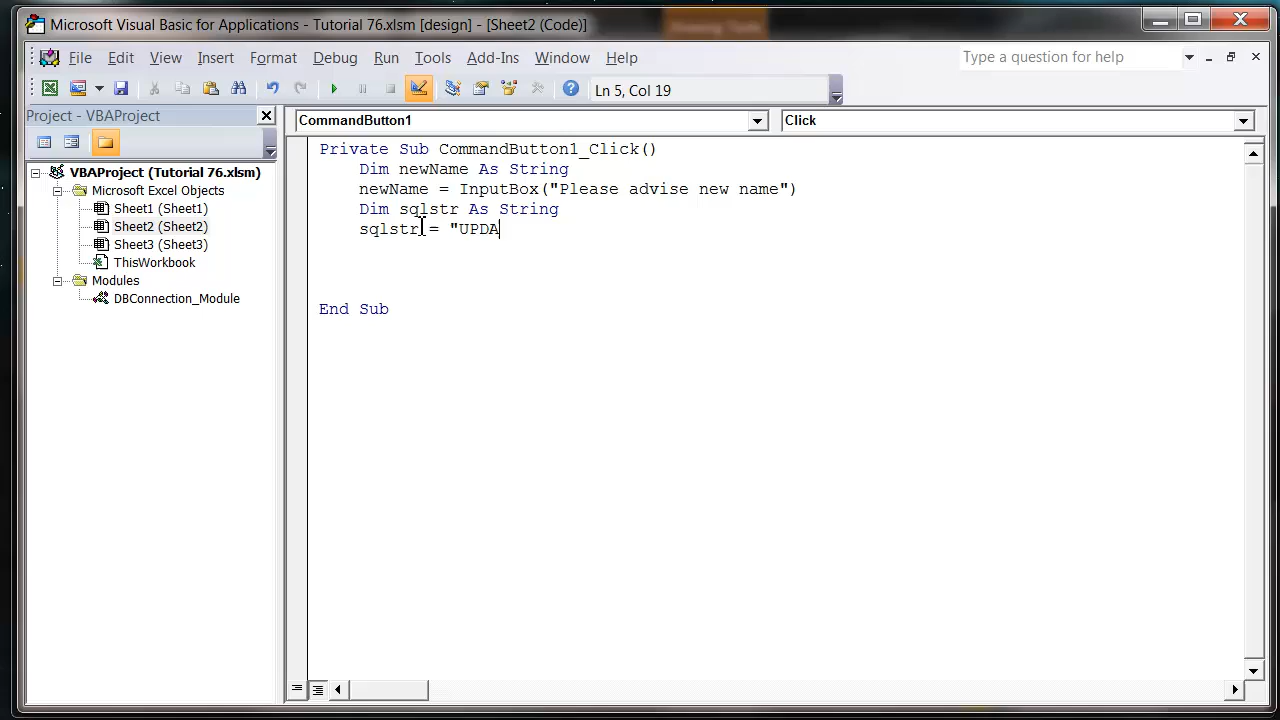 Microsoft Visual Basic for Applications - Tutorial 76.xlsm [design] - [Sheet2 (Code)]
File Edit View Insert Format Debug Run Tools Add-Ins Window Help Type a question for help
Ln 5, Col 19
Project - VBAProject
CommandButton1 Click
VBAProject (Tutorial 76.xlsm)
Microsoft Excel Objects
Sheet1 (Sheet1)
Sheet2 (Sheet2)
Sheet3 (Sheet3)
ThisWorkbook
Modules
DBConnection_Module
Private Sub CommandButton1_Click()
Dim newName As String
newName = InputBox("Please advise new name")
Dim sqlstr As String
sqlstr = "UPDA
End Sub